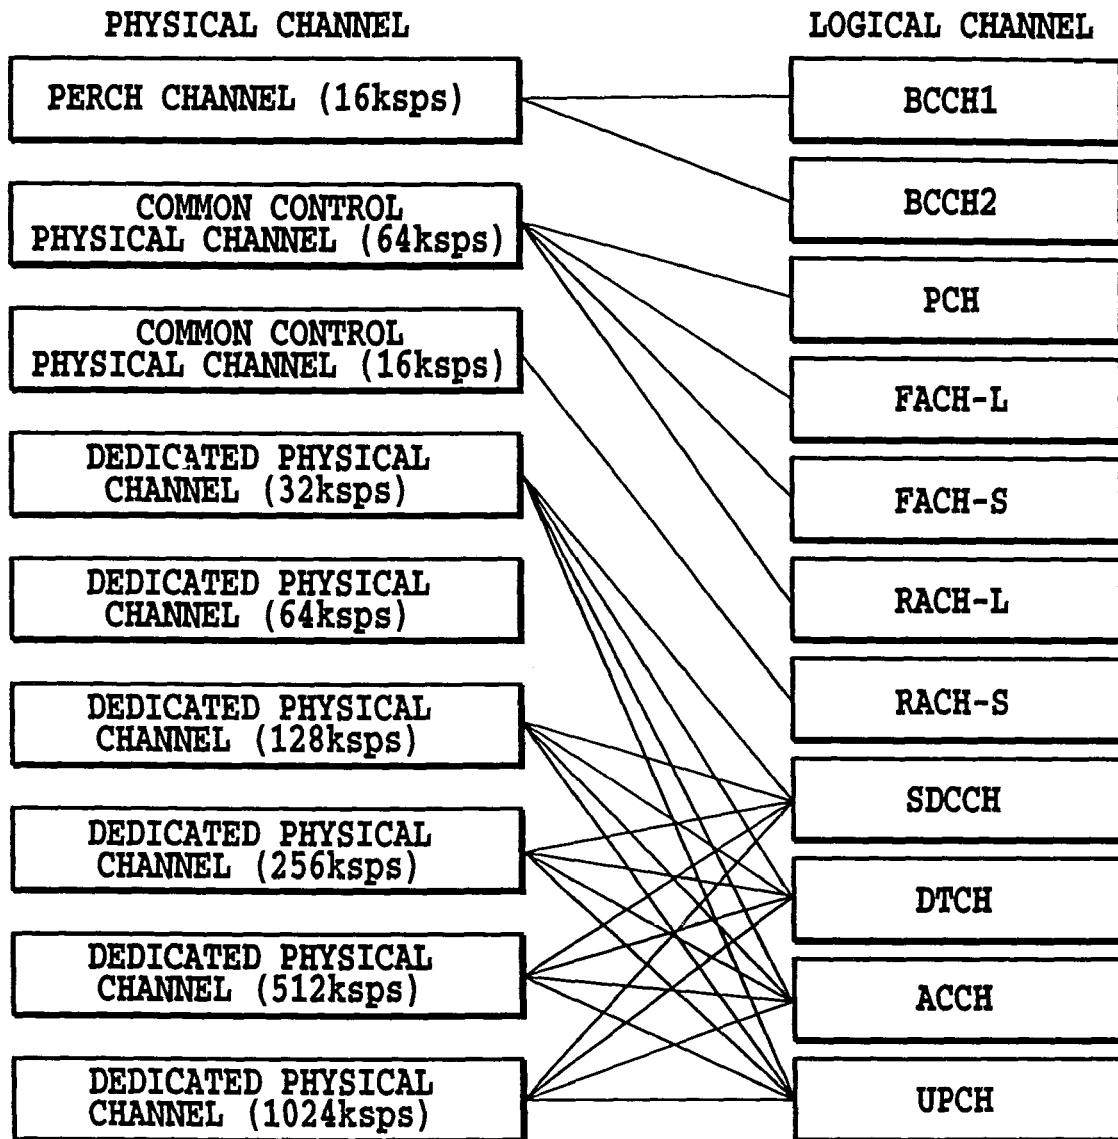 PHYSICAL CHANNEL
LOGICAL CHANNEL
PERCH CHANNEL (16ksps)
COMMON CONTROL
PHYSICAL CHANNEL (64ksps)
COMMON CONTROL
PHYSICAL CHANNEL (16ksps)
DEDICATED PHYSICAL
CHANNEL (32ksps)
DEDICATED PHYSICAL
CHANNEL (64ksps)
DEDICATED PHYSICAL
CHANNEL (128ksps)
DEDICATED PHYSICAL
CHANNEL (256ksps)
DEDICATED PHYSICAL
CHANNEL (512ksps)
DEDICATED PHYSICAL
CHANNEL (1024ksps)
BCCH1
BCCH2
PCH
FACH-L
FACH-S
RACH-L
RACH-S
SDCCH
DTCH
ACCH
UPCH